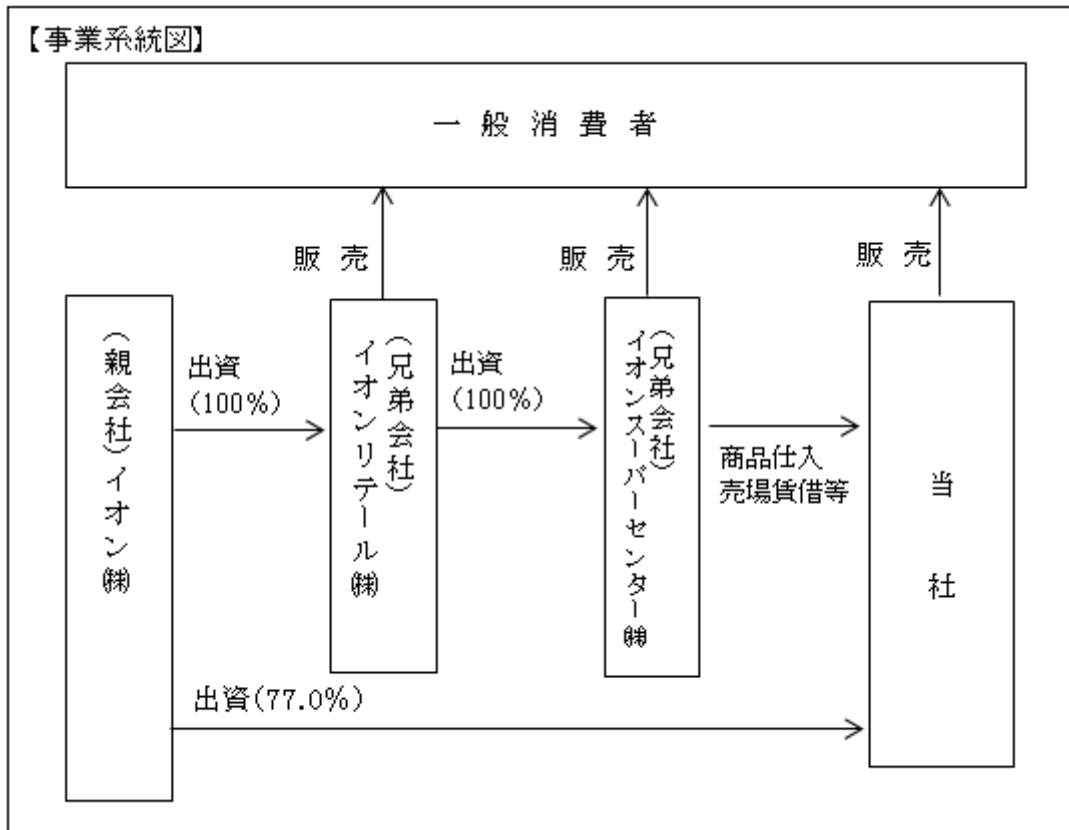 【事業系統図】
一般消費者
販売
販売
販売
(親会社)イオン㈱
出資
(100%)
(兄弟会社)
イオンリテール㈱
出資
(100%)
(兄弟会社)
イオンスーパーセンター㈱
商品仕入
売場賃借等
当社
出資(77.0%)